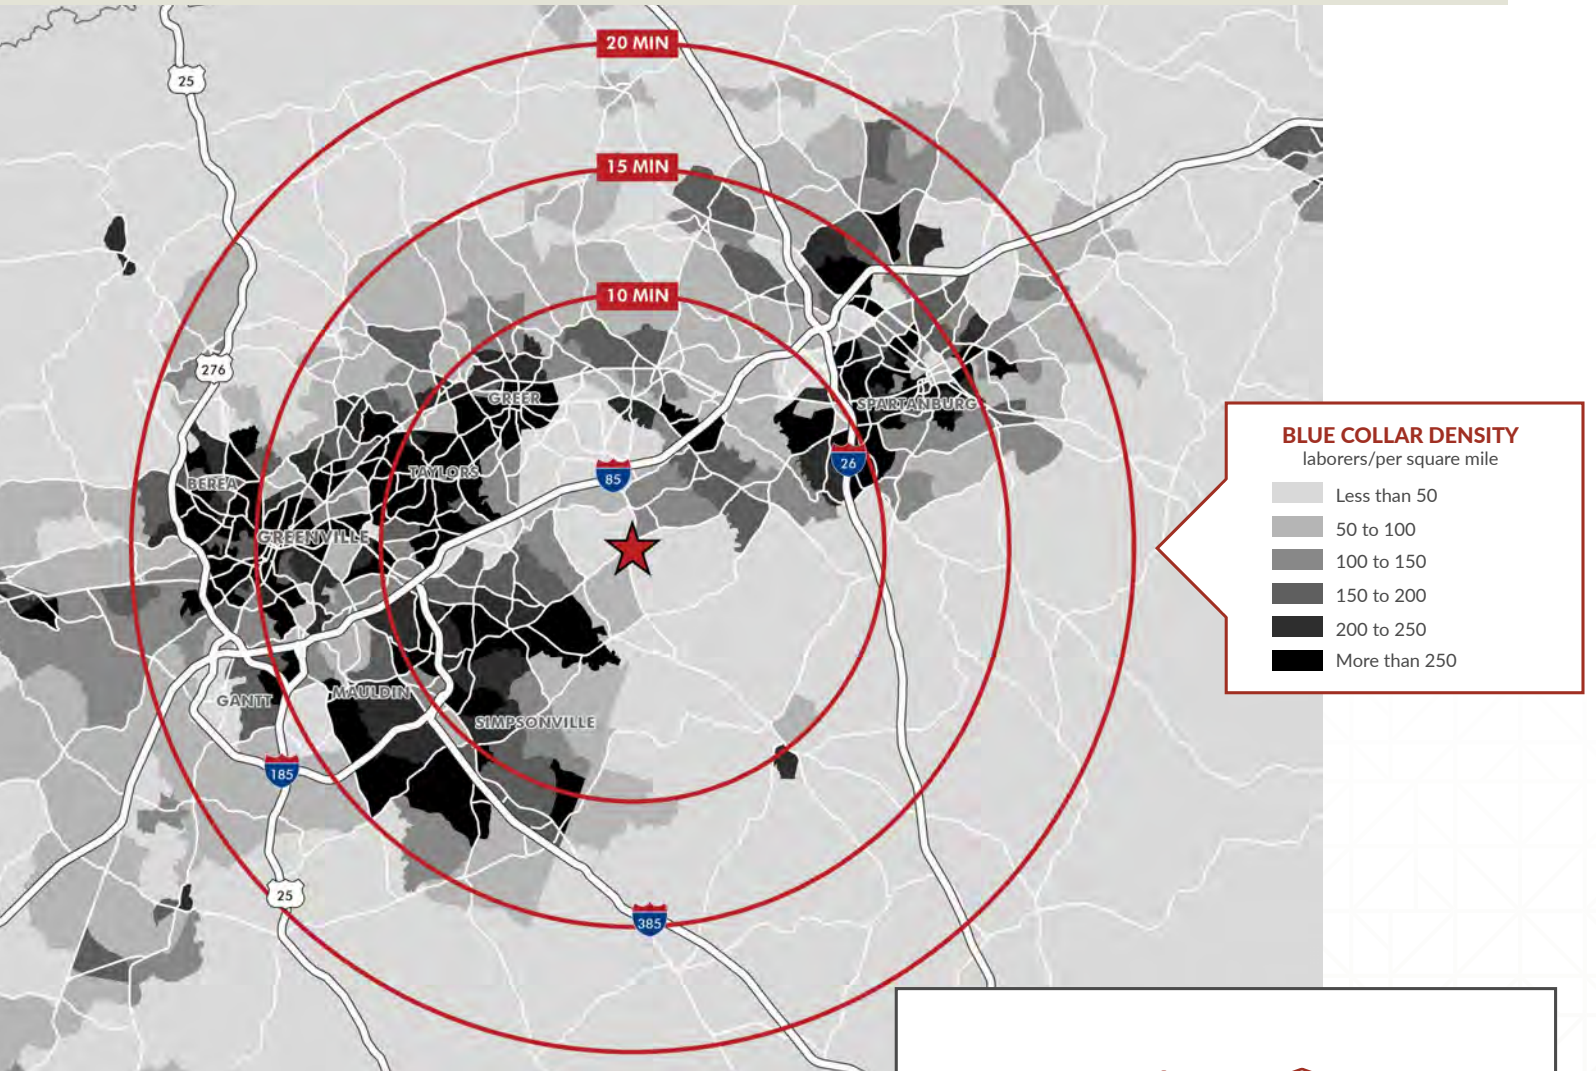 20 MIN
25
15 MIN
10 MIN
276
GREER
SPARTANBURG
BLUE COLLAR DENSITY
laborers/per square mile
Less than 50
50 to 100
100 to 150
150 to 200
200 to 250
More than 250
TAYLORS
26
85
BEREA
GREENVILLE
MAULDIN
GANTT
SIMPSONVILLE
185
25
385